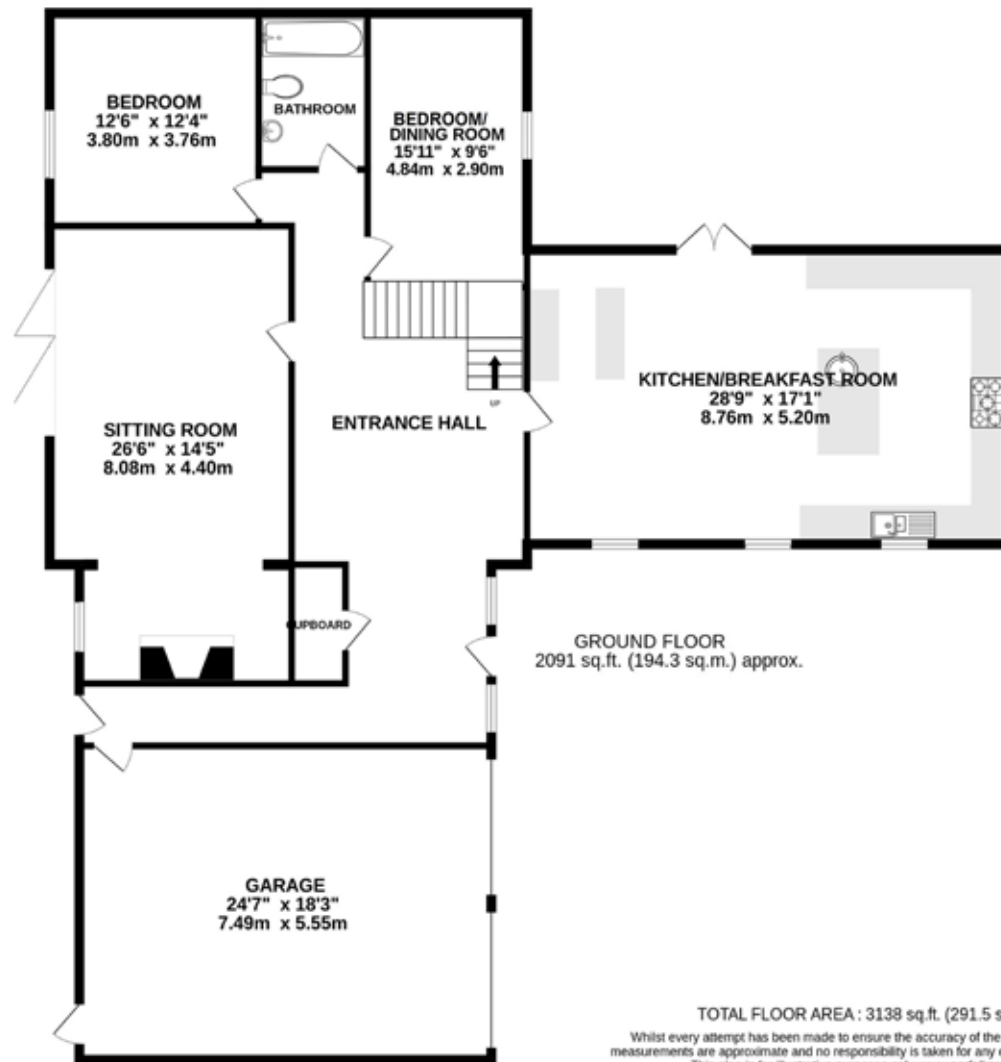 BEDROOM
12'6" x 12'4"
3.80m x 3.76m
BATHROOM
BEDROOM/
DINING ROOM
15'11" x 9'6"
4.84m x 2.90m
KITCHEN/BREAKFAST ROOM
28'9" x 17'1"
8.76m x 5.20m
UP
ENTRANCE HALL
SITTING ROOM
26'6" x 14'5"
8.08m x 4.40m
CUPBOARD
GROUND FLOOR
2091 sq.ft. (194.3 sq.m.) approx.
GARAGE
24'7" x 18'3"
7.49m x 5.55m
TOTAL FLOOR AREA : 3138 sq.ft. (291.5 s
Whilst every attempt has been made to ensure the accuracy of the
measurements are approximate and no responsibility is taken for any